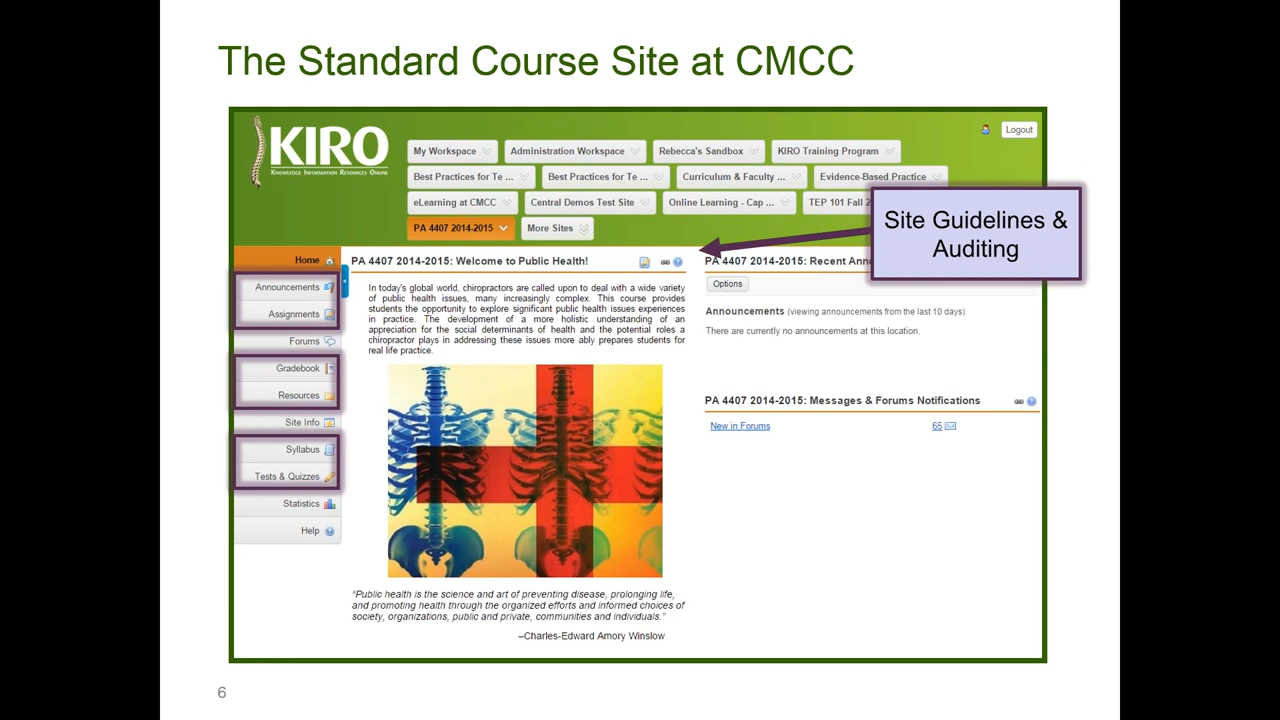 The Standard Course Site at CMCC
KIRO
KNOWLEDGE INFORMATION RESOURCES ONLINE
Logout
My Workspace
Administration Workspace
Rebecca's Sandbox
KIRO Training Program
Best Practices for Te ...
Best Practices for Te ...
Curriculum & Faculty ...
Evidence-Based Practice
eLearning at CMCC
Central Demos Test Site
Online Learning - Cap ...
TEP 101 Fall 2
PA 4407 2014-2015
More Sites
Site Guidelines &
Auditing
Home
Announcements
Assignments
Forums
Gradebook
Resources
Site Info
Syllabus
Tests & Quizzes
Statistics
Help
PA 4407 2014-2015: Welcome to Public Health!
In today's global world, chiropractors are called upon to deal with a wide variety
of public health issues, many increasingly complex. This course provides
students the opportunity to explore significant public health issues experiences
in practice. The development of a more holistic understanding of an
appreciation for the social determinants of health and the potential roles a
chiropractor plays in addressing these issues more ably prepares students for
real life practice.
“Public health is the science and art of preventing disease, prolonging life,
and promoting health through the organized efforts and informed choices of
society, organizations, public and private, communities and individuals.”
–Charles-Edward Amory Winslow
PA 4407 2014-2015: Recent Ann
Options
Announcements (viewing announcements from the last 10 days)
There are currently no announcements at this location.
PA 4407 2014-2015: Messages & Forums Notifications
New in Forums 65
6